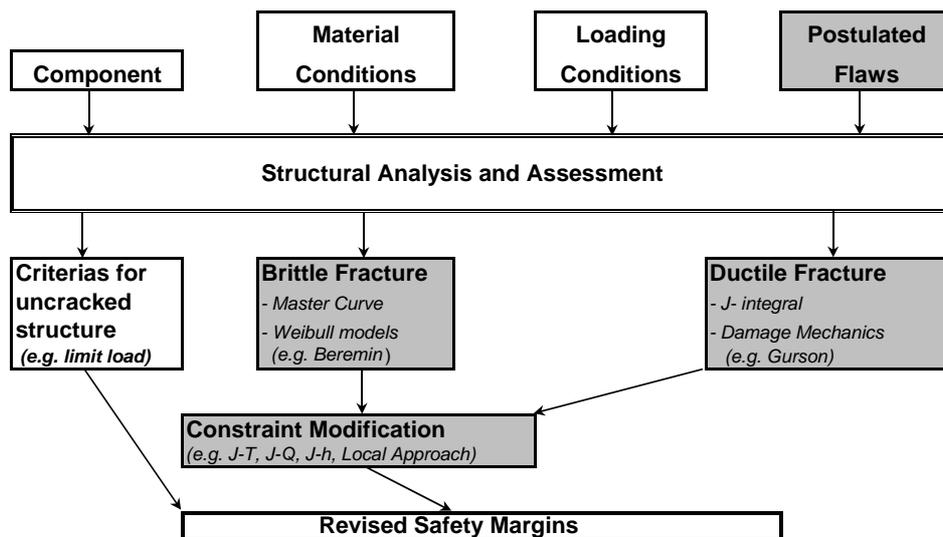 Component
Material
Conditions
Loading
Conditions
Postulated
Flaws
Structural Analysis and Assessment
Criterias for
uncracked
structure
(e.g. limit load)
Brittle Fracture
- Master Curve
- Weibull models
(e.g. Beremin)
Ductile Fracture
- J- integral
- Damage Mechanics
(e.g. Gurson)
Constraint Modification
(e.g. J-T, J-Q, J-h, Local Approach)
Revised Safety Margins